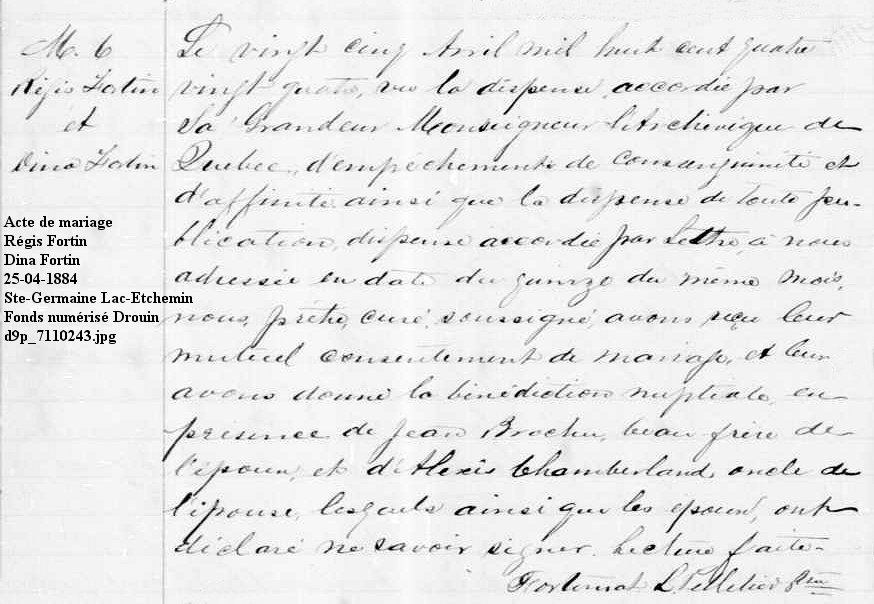 M. 6
Régis Fortin
et
Dina Fortin
Acte de mariage
Régis Fortin
Dina Fortin
25-04-1884
Ste-Germaine Lac-Etchemin
Fonds numérisé Drouin
d9p_7110243.jpg
Le vingt cinq Avril mil huit cent quatre
vingt quatre, vu la dispense accordée par
Sa Grandeur Monseigneur l'Archevêque de
Quebec, d'empêchements de consanguinité et
d'affinité ainsi que la dispense de toute pu-
blication, dispense accordée par Lettre, à nous
adressée en date du quinze du même mois,
nous, prêtre, curé, soussigné, avons reçu leur
mutuel consentement de mariage, et leur
avons donné la bénédiction nuptiale, en
présence de Jean Brochu, beau frère de
l'époux, et d'Alexis Chamberland, oncle de
l'épouse, lesquels ainsi que les époux, ont
déclaré ne savoir signer. Lecture faite.
L. Pelletier